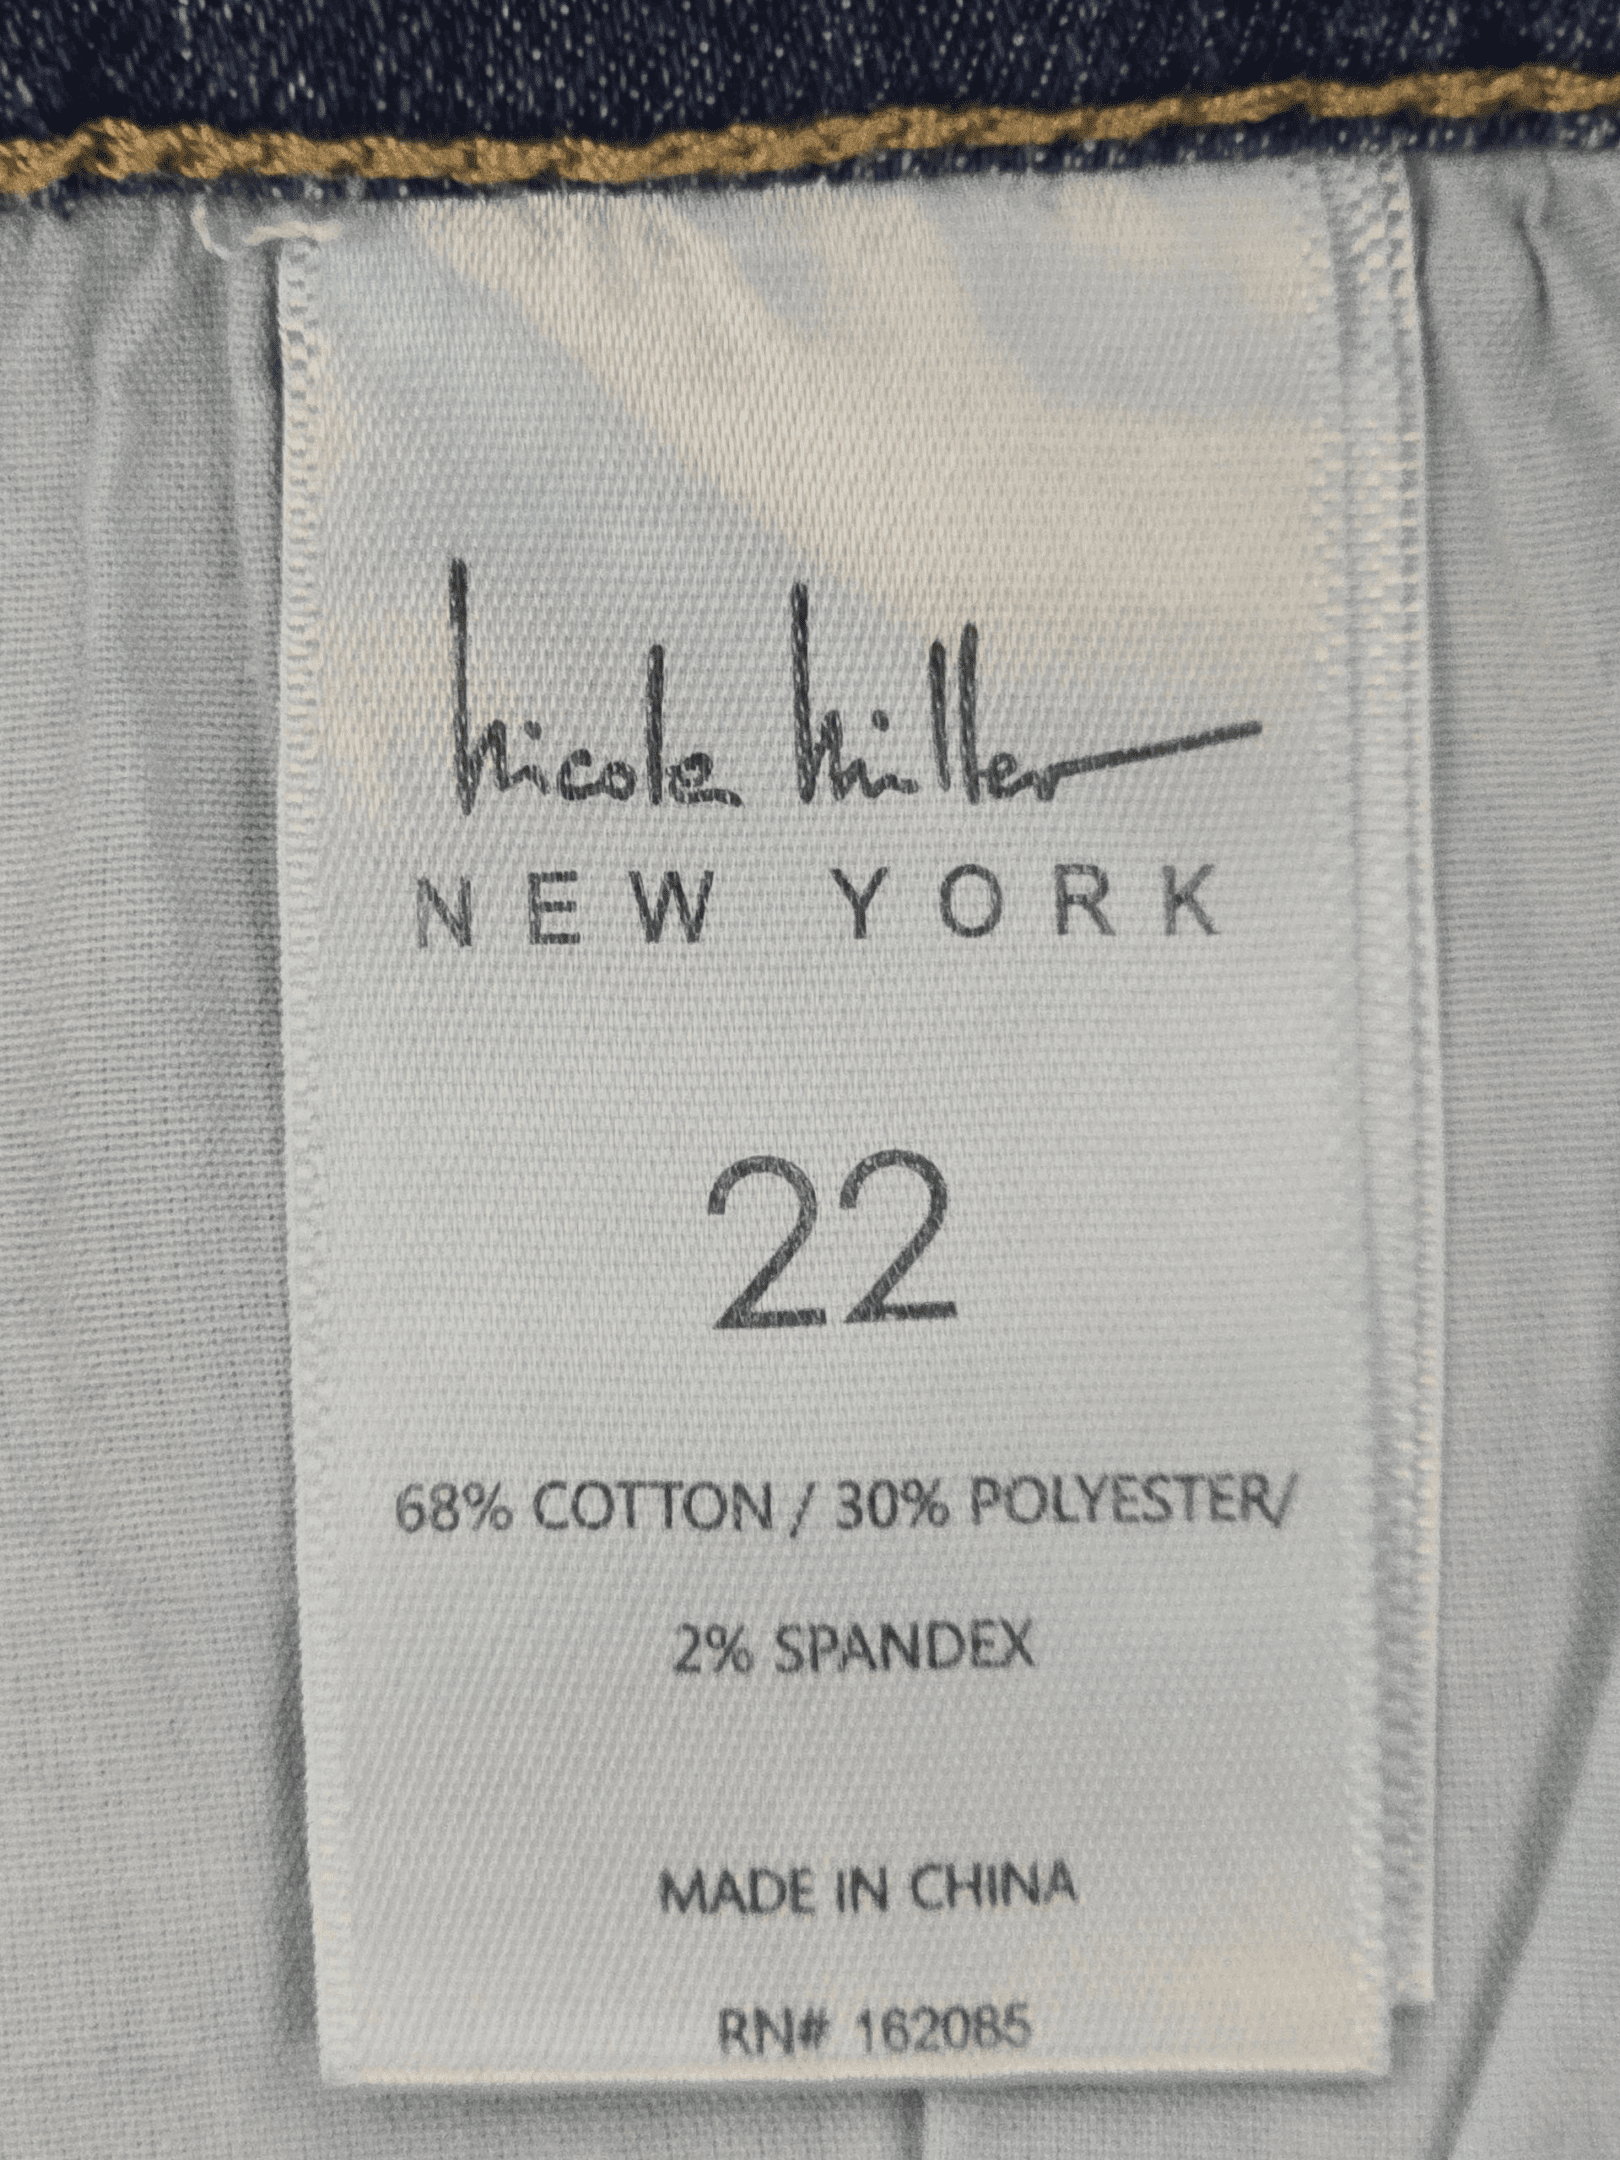 Nicole Miller
NEW YORK
22
68% COTTON / 30% POLYESTER/
2% SPANDEX
MADE IN CHINA
RN# 162085